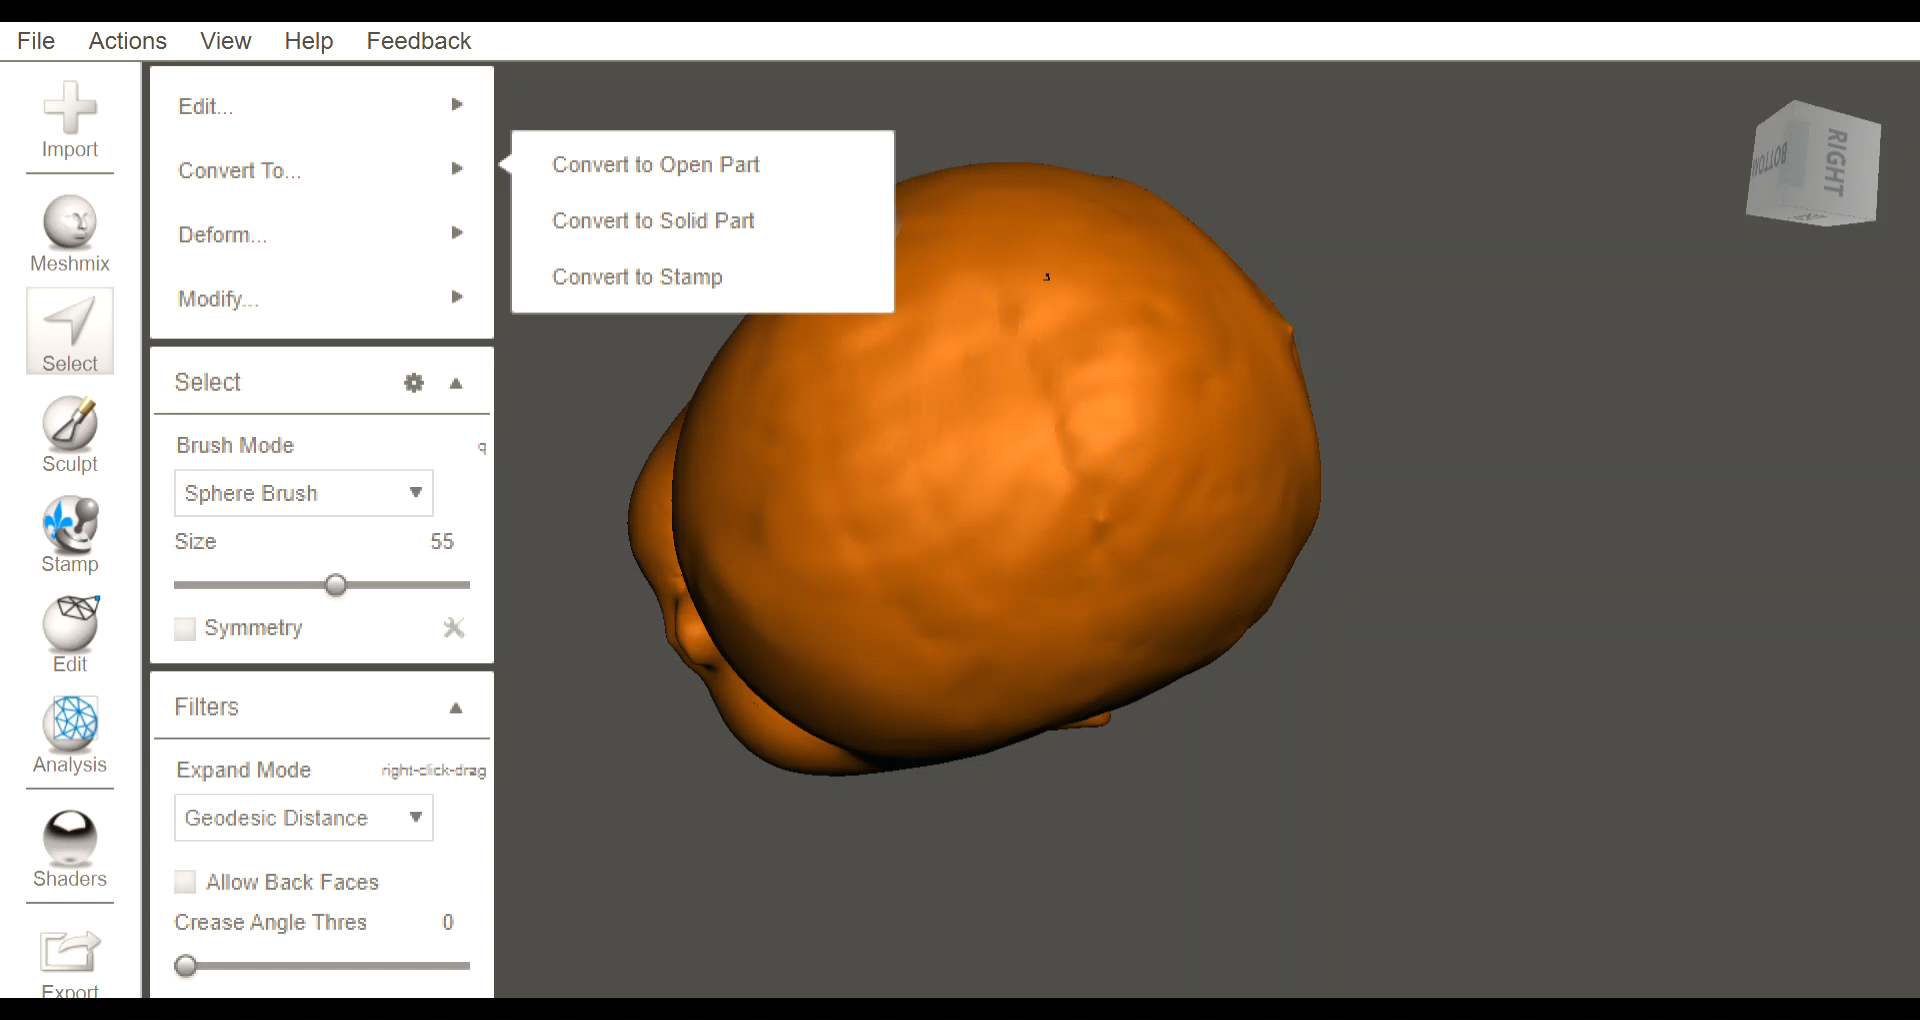 File Actions View Help Feedback
Import
Meshmix
Select
Sculpt
Stamp
Edit
Analysis
Shaders
Export
Edit...
Convert To...
Deform...
Modify...
Convert to Open Part
Convert to Solid Part
Convert to Stamp
Select
Brush Mode q
Sphere Brush
Size 55
Symmetry
Filters
Expand Mode right-click-drag
Geodesic Distance
Allow Back Faces
Crease Angle Thres 0
BOTTOM
RIGHT